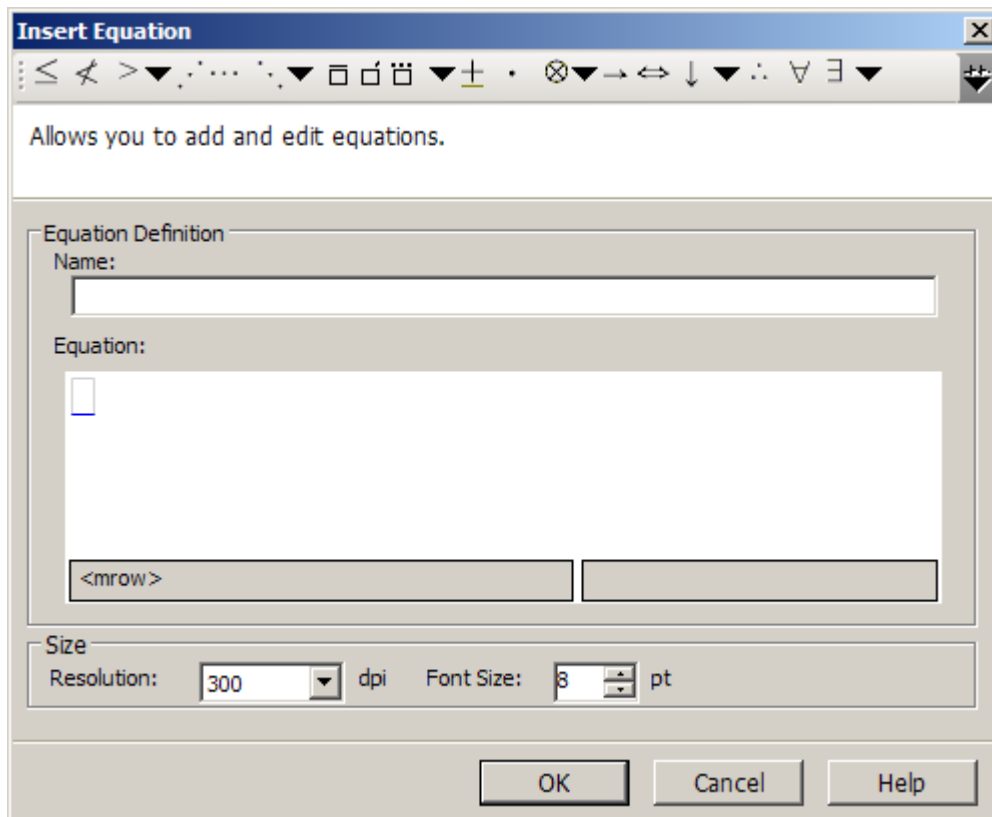 Insert Equation
≤ ≮ > ▼ ⋰ ⋯ ⋱ ▼ ▼ ± · ⊗ ▼ → ⇔ ↓ ▼ ∴ ∀ ∃ ▼
Allows you to add and edit equations.
Equation Definition
Name:
Equation:
<mrow>
Size
Resolution: 300 dpi Font Size: 8 pt
OK Cancel Help